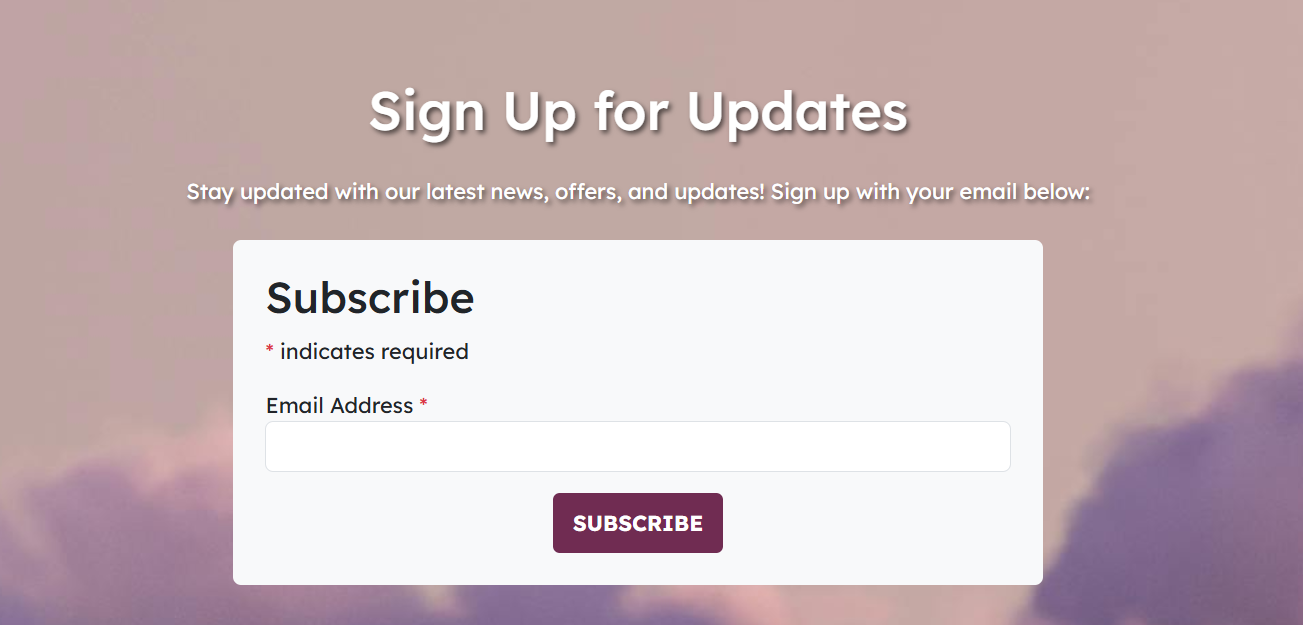 Sign Up for Updates
Stay updated with our latest news, offers, and updates! Sign up with your email below:
Subscribe
* indicates required
Email Address *
SUBSCRIBE